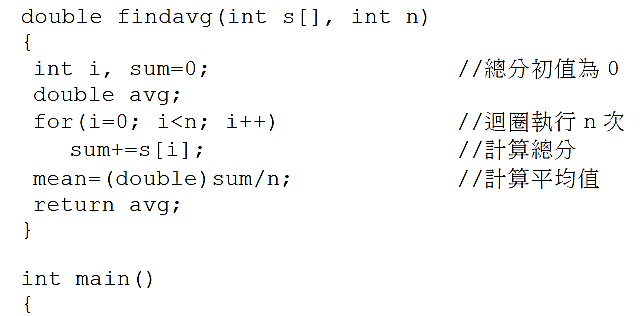 double findavg(int s[], int n)
{
int i, sum=0; //總分初值為 0
double avg;
for(i=0; i<n; i++) //迴圈執行 n 次
sum+=s[i]; //計算總分
mean=(double)sum/n; //計算平均值
return avg;
}
int main()
{